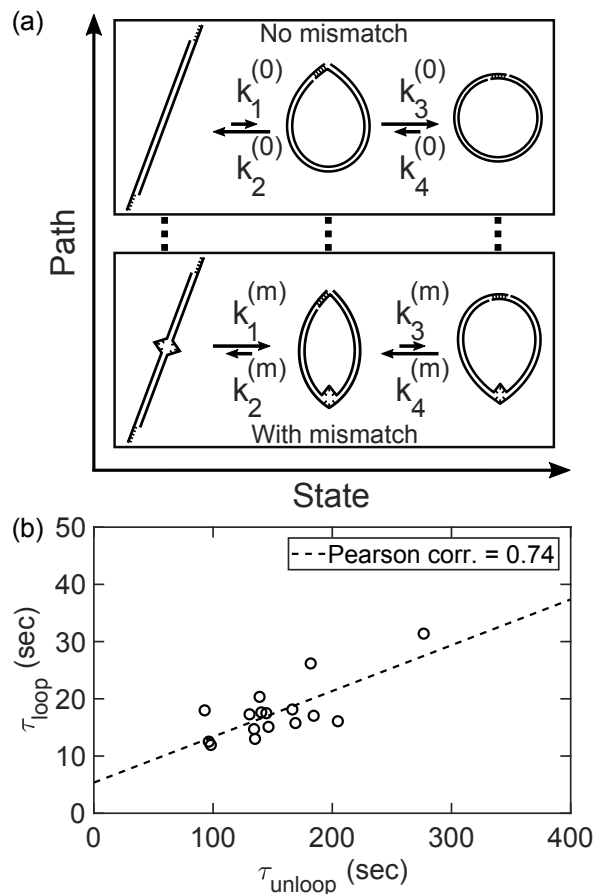 (a)
No mismatch
k₁⁽⁰⁾ k₃⁽⁰⁾
k₂⁽⁰⁾ k₄⁽⁰⁾
Path
k₁⁽ᵐ⁾ k₃⁽ᵐ⁾
k₂⁽ᵐ⁾ k₄⁽ᵐ⁾
With mismatch
State
(b)
50
40
30
20
10
0
τloop (sec)
Pearson corr. = 0.74
0 100 200 300 400
τunloop (sec)